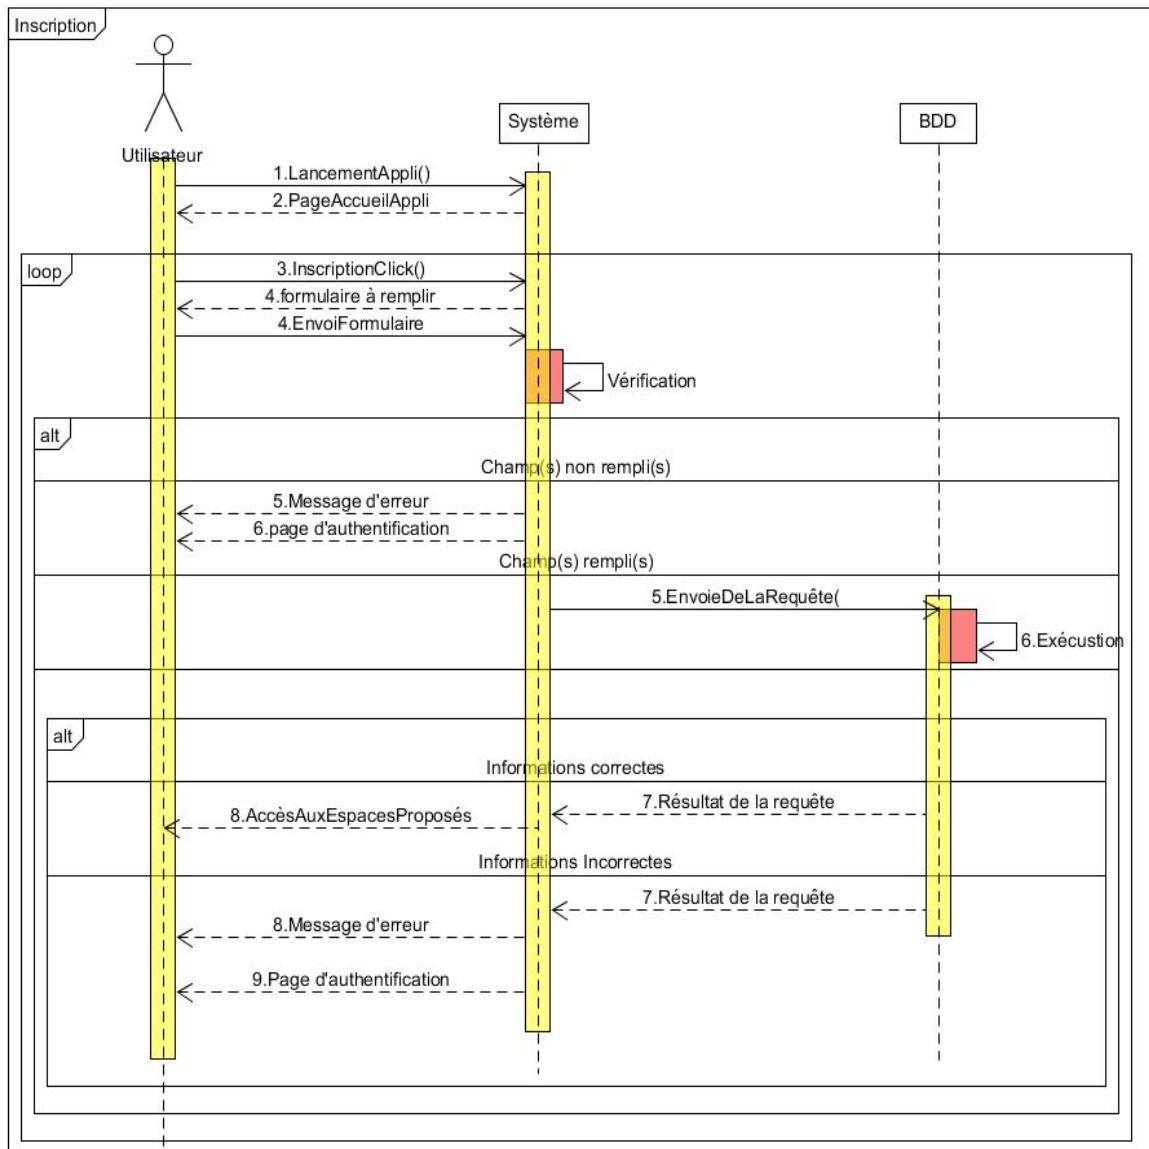 Inscription
Utilisateur
Système
BDD
1.LancementAppli()
2.PageAccueilAppli
loop
3.InscriptionClick()
4.formulaire à remplir
4.EnvoiFormulaire
Vérification
alt
Champ(s) non rempli(s)
5.Message d'erreur
6.page d'authentification
Champ(s) rempli(s)
5.EnvoieDeLaRequête(
6.Exécustion
alt
Informations correctes
7.Résultat de la requête
8.AccèsAuxEspacesProposés
Informations Incorrectes
7.Résultat de la requête
8.Message d'erreur
9.Page d'authentification